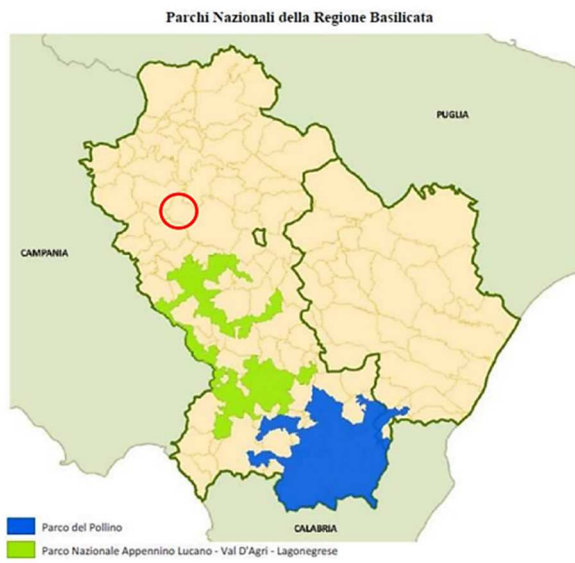 Parchi Nazionali della Regione Basilicata
PUGLIA
CAMPANIA
CALABRIA
Parco del Pollino
Parco Nazionale Appennino Lucano - Val D'Agri - Lagonegrese